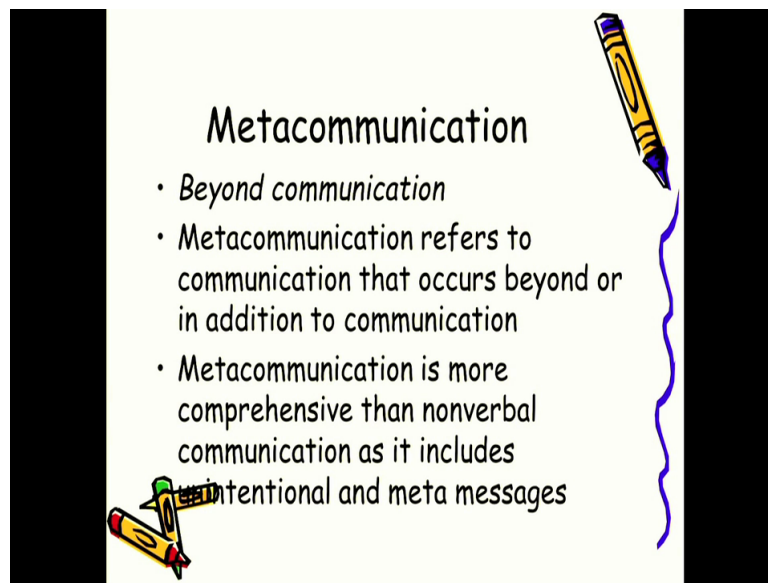 Metacommunication
• Beyond communication
• Metacommunication refers to
communication that occurs beyond or
in addition to communication
• Metacommunication is more
comprehensive than nonverbal
communication as it includes
unintentional and meta messages